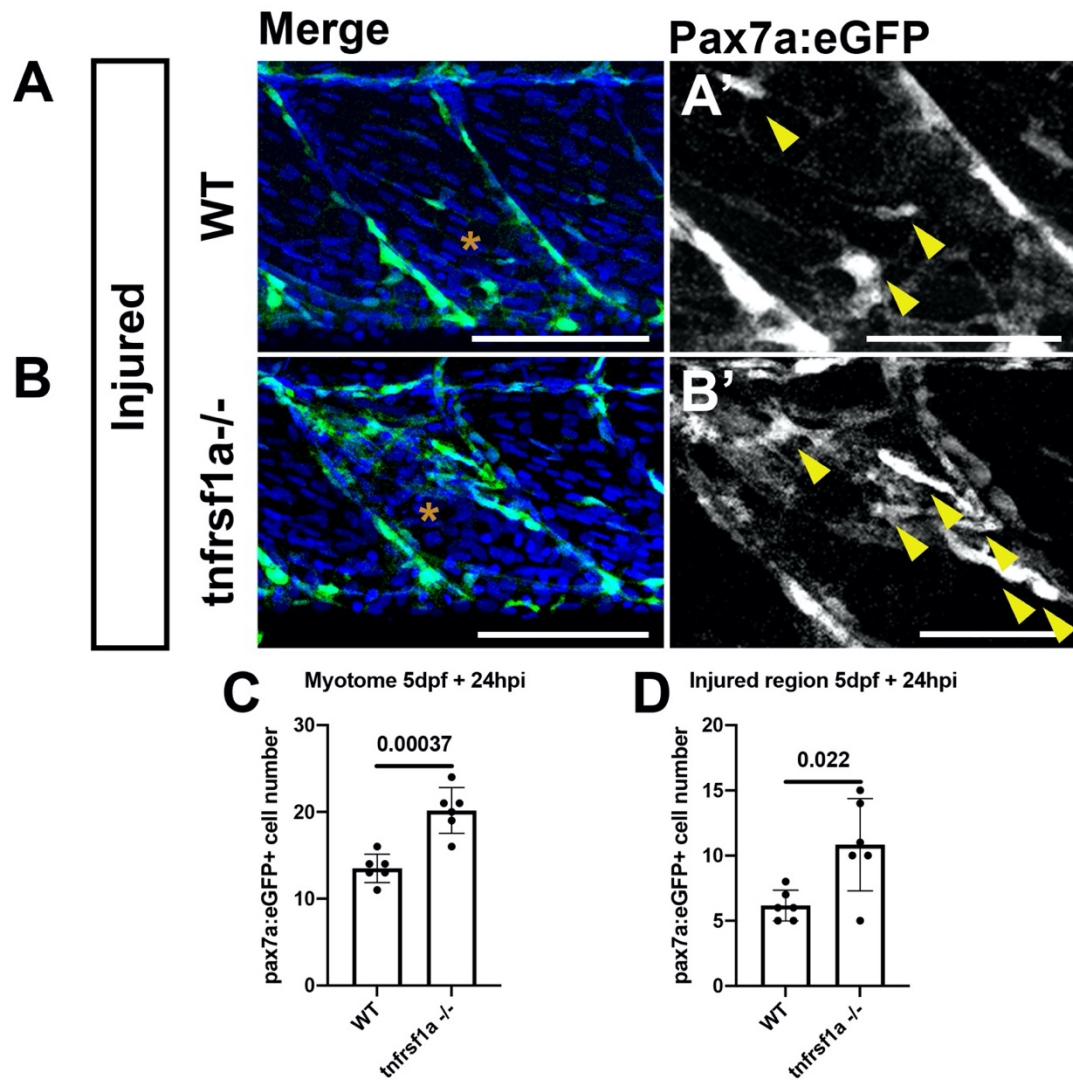 Merge Pax7a:eGFP
A
Injured
WT
*
A’
B
tnfrsf1a-/-
*
B’
C Myotome 5dpf + 24hpi
pax7a:eGFP+ cell number
30
20
10
0
0.00037
WT
tnfrsf1a -/-
D Injured region 5dpf + 24hpi
pax7a:eGFP+ cell number
20
15
10
5
0
0.022
WT
tnfrsf1a -/-